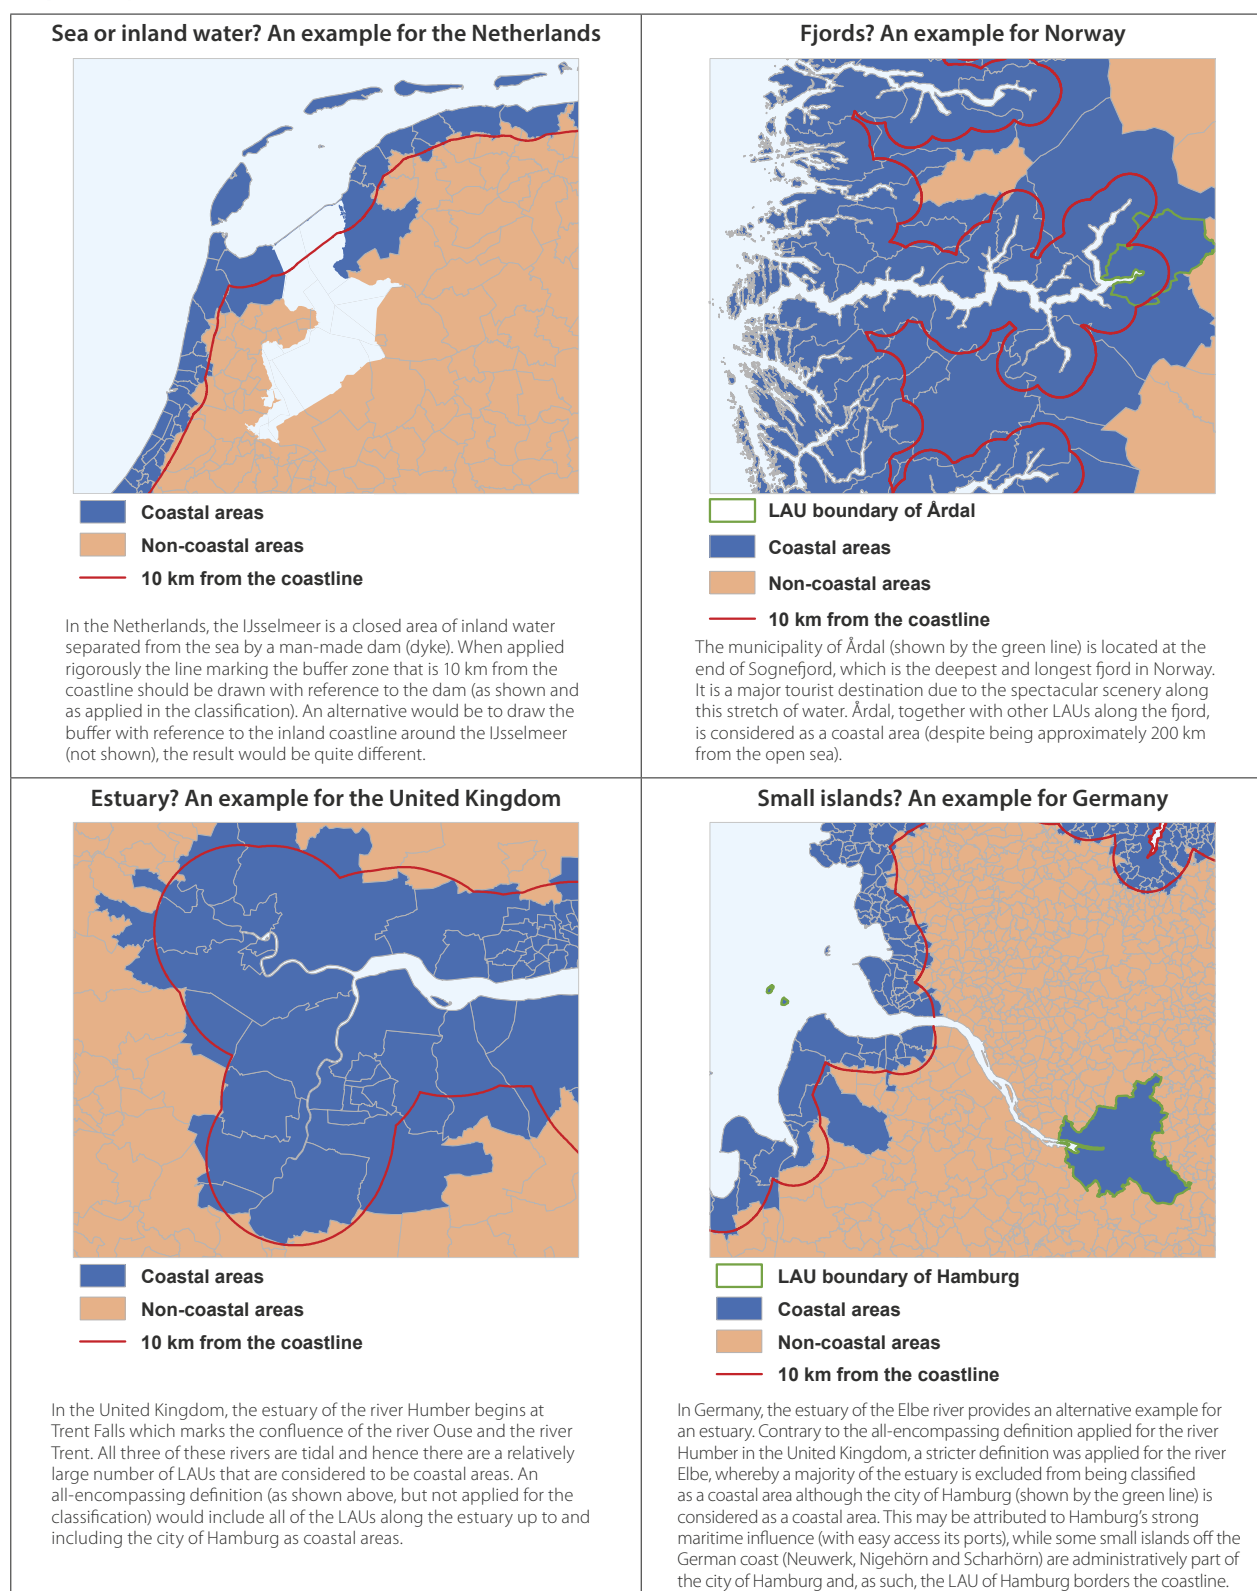 Sea or inland water? An example for the Netherlands
Coastal areas
Non-coastal areas
10 km from the coastline
In the Netherlands, the IJsselmeer is a closed area of inland water
separated from the sea by a man-made dam (dyke). When applied
rigorously the line marking the buffer zone that is 10 km from the
coastline should be drawn with reference to the dam (as shown and
as applied in the classification). An alternative would be to draw the
buffer with reference to the inland coastline around the IJsselmeer
(not shown), the result would be quite different.
Fjords? An example for Norway
LAU boundary of Årdal
Coastal areas
Non-coastal areas
10 km from the coastline
The municipality of Årdal (shown by the green line) is located at the
end of Sognefjord, which is the deepest and longest fjord in Norway.
It is a major tourist destination due to the spectacular scenery along
this stretch of water. Årdal, together with other LAUs along the fjord,
is considered as a coastal area (despite being approximately 200 km
from the open sea).
Estuary? An example for the United Kingdom
Coastal areas
Non-coastal areas
10 km from the coastline
In the United Kingdom, the estuary of the river Humber begins at
Trent Falls which marks the confluence of the river Ouse and the river
Trent. All three of these rivers are tidal and hence there are a relatively
large number of LAUs that are considered to be coastal areas. An
all-encompassing definition (as shown above, but not applied for the
classification) would include all of the LAUs along the estuary up to and
including the city of Hamburg as coastal areas.
Small islands? An example for Germany
LAU boundary of Hamburg
Coastal areas
Non-coastal areas
10 km from the coastline
In Germany, the estuary of the Elbe river provides an alternative example for
an estuary. Contrary to the all-encompassing definition applied for the river
Humber in the United Kingdom, a stricter definition was applied for the river
Elbe, whereby a majority of the estuary is excluded from being classified
as a coastal area although the city of Hamburg (shown by the green line) is
considered as a coastal area. This may be attributed to Hamburg's strong
maritime influence (with easy access its ports), while some small islands off the
German coast (Neuwerk, Nigehörn and Scharhörn) are administratively part of
the city of Hamburg and, as such, the LAU of Hamburg borders the coastline.